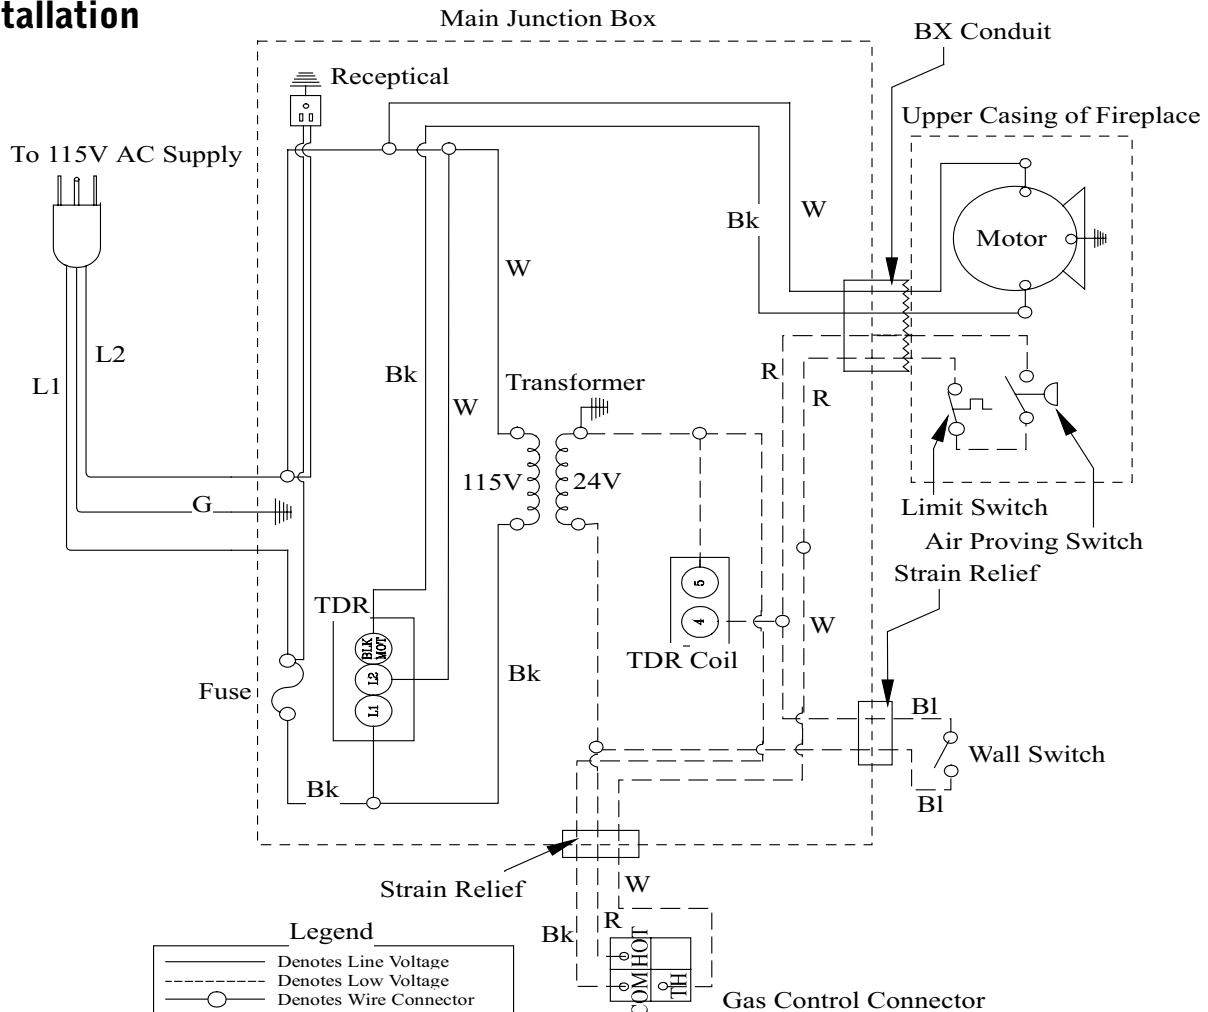 tallation
Main Junction Box
BX Conduit
Receptical
Upper Casing of Fireplace
To 115V AC Supply
W
Bk
Motor
W
L2
L1
Bk
Transformer
R
W
R
115V
24V
G
Limit Switch
Air Proving Switch
Strain Relief
5
TDR
4
W
BLK
MOT
TDR Coil
Bk
L2
Fuse
L1
Bl
Wall Switch
Bk
Bl
Strain Relief
W
R
Legend
Bk
HOT
Denotes Line Voltage
Denotes Low Voltage
COM
TH
Denotes Wire Connector
Gas Control Connector